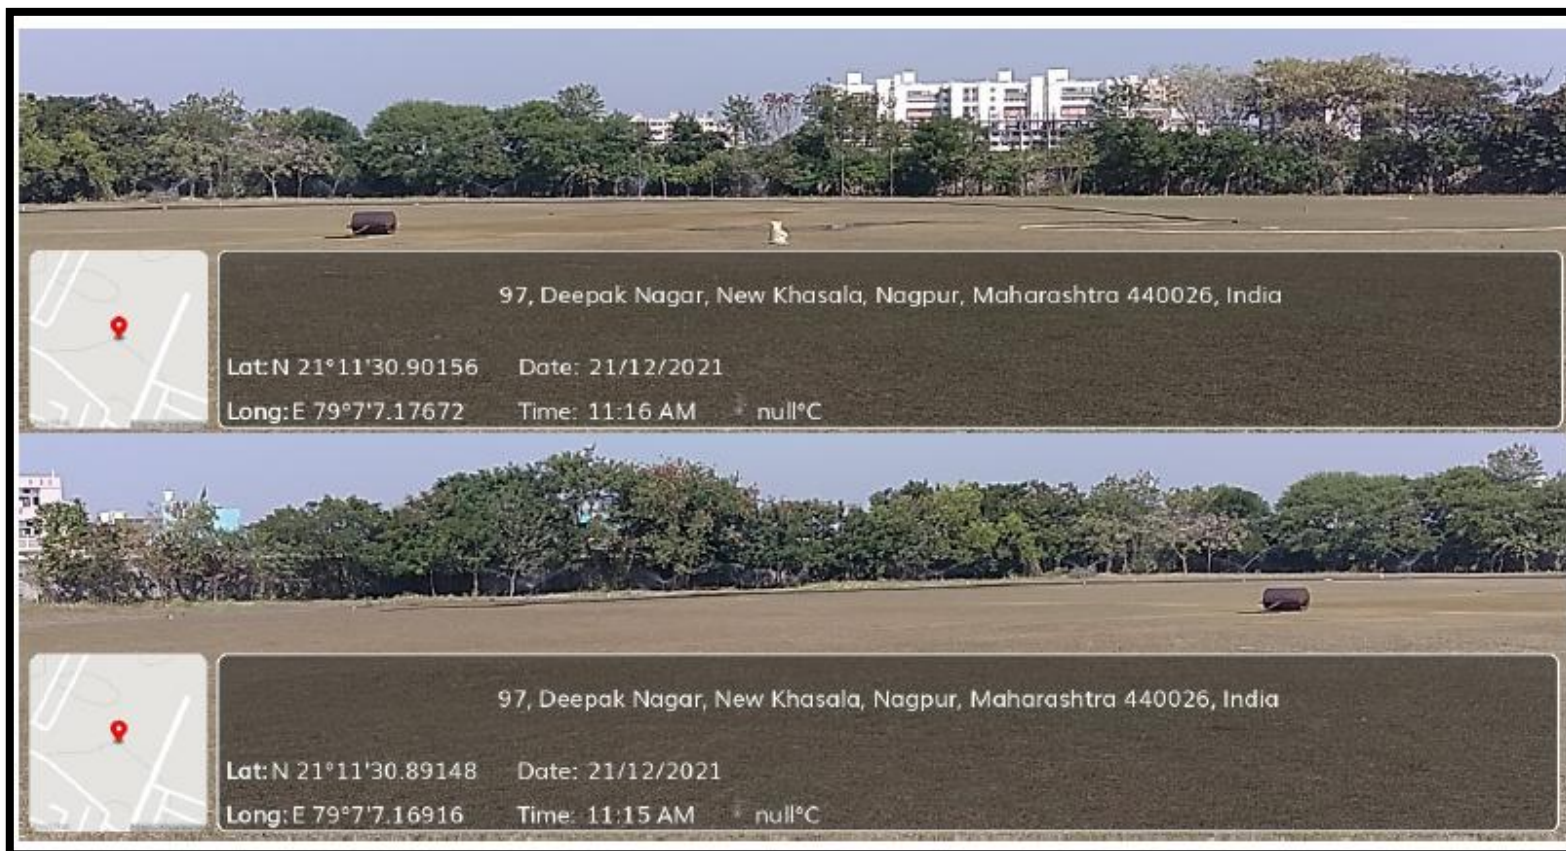 97, Deepak Nagar, New Khasala, Nagpur, Maharashtra 440026, India
Lat: N 21°11'30.90156 Date: 21/12/2021
Long: E 79°7'7.17672 Time: 11:16 AM null°C
97, Deepak Nagar, New Khasala, Nagpur, Maharashtra 440026, India
Lat: N 21°11'30.89148 Date: 21/12/2021
Long: E 79°7'7.16916 Time: 11:15 AM null°C